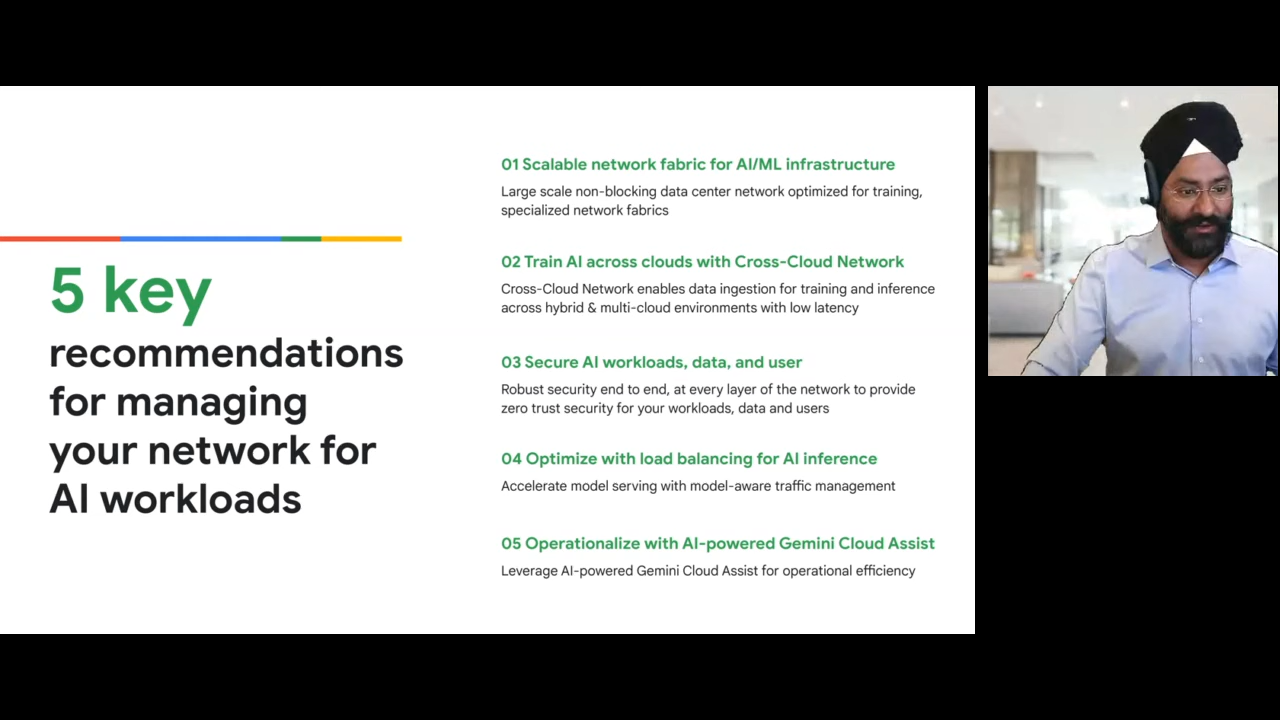 5 key
recommendations
for managing
your network for
AI workloads
01 Scalable network fabric for AI/ML infrastructure
Large scale non-blocking data center network optimized for training,
specialized network fabrics
02 Train AI across clouds with Cross-Cloud Network
Cross-Cloud Network enables data ingestion for training and inference
across hybrid & multi-cloud environments with low latency
03 Secure AI workloads, data, and user
Robust security end to end, at every layer of the network to provide
zero trust security for your workloads, data and users
04 Optimize with load balancing for AI inference
Accelerate model serving with model-aware traffic management
05 Operationalize with AI-powered Gemini Cloud Assist
Leverage AI-powered Gemini Cloud Assist for operational efficiency